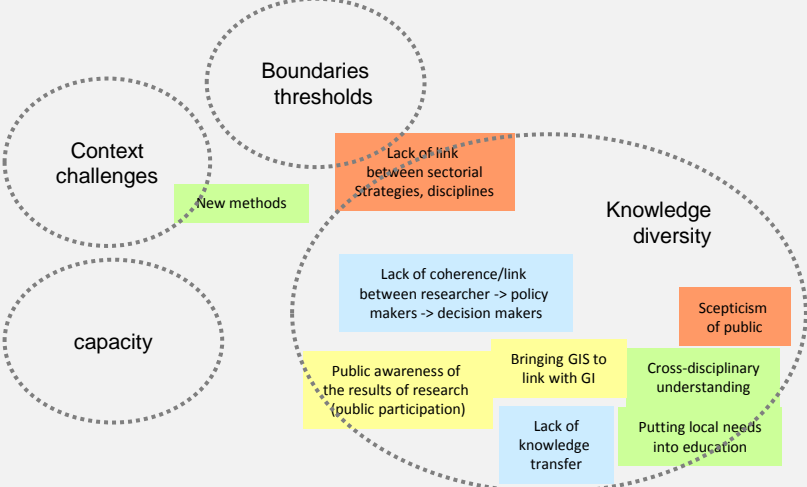 Boundaries
thresholds
Context
challenges
Lack of link
between sectorial
Strategies, disciplines
New methods
Knowledge
diversity
Lack of coherence/link
between researcher -> policy
makers -> decision makers
Scepticism
of public
capacity
Public awareness of
the results of research
(public participation)
Bringing GIS to
link with GI
Cross-disciplinary
understanding
Lack of
knowledge
transfer
Putting local needs
into education